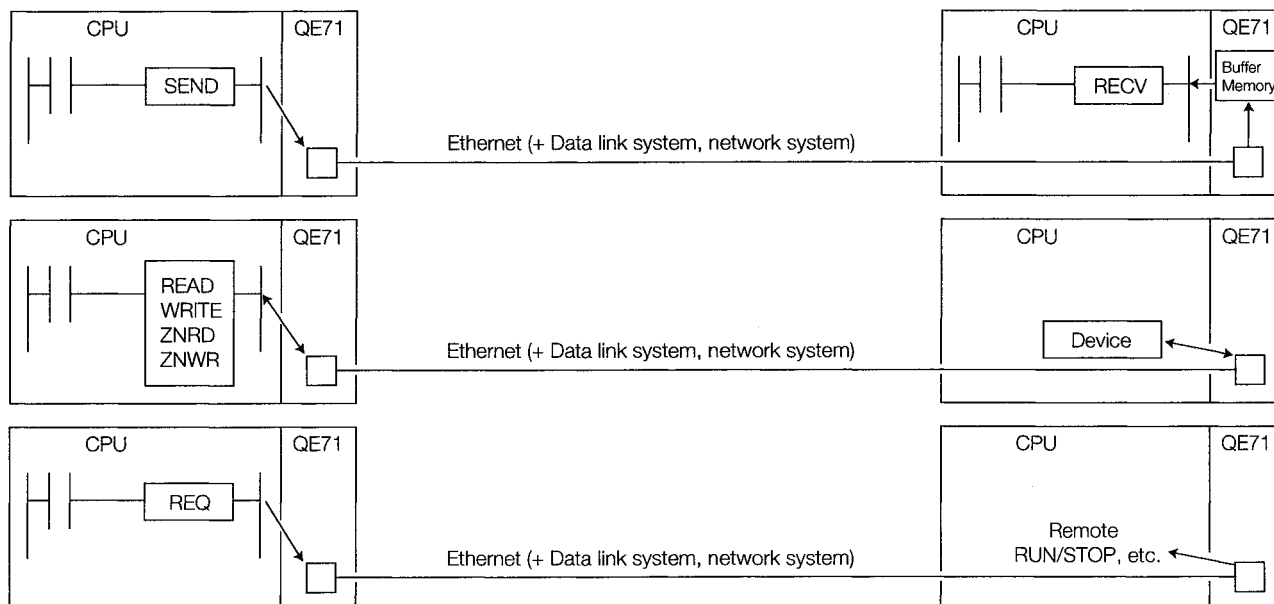 CPU QE71 CPU QE71
SEND RECV Buffer
Memory
Ethernet (+ Data link system, network system)
CPU QE71 CPU QE71
READ
WRITE
ZNRD
ZNWR
Device
Ethernet (+ Data link system, network system)
CPU QE71 CPU QE71
REQ
Remote
RUN/STOP, etc.
Ethernet (+ Data link system, network system)